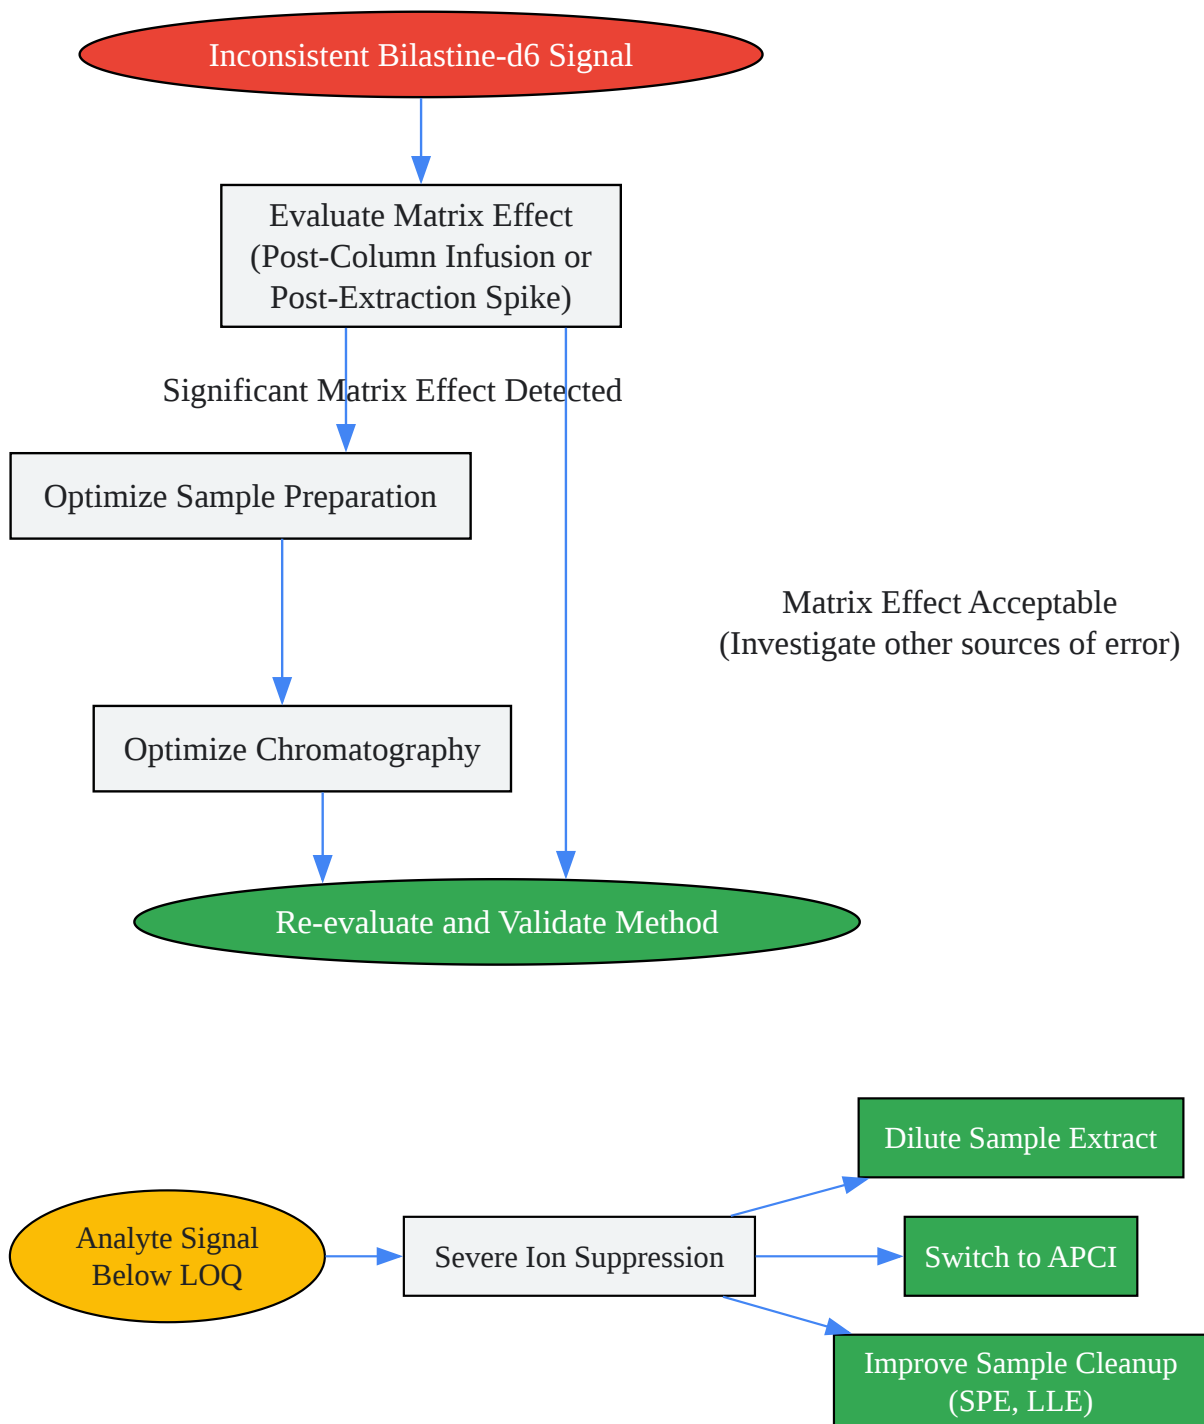 Inconsistent Bilastine-d6 Signal
Evaluate Matrix Effect
(Post-Column Infusion or
Post-Extraction Spike)
Significant Matrix Effect Detected
Optimize Sample Preparation
Matrix Effect Acceptable
(Investigate other sources of error)
Optimize Chromatography
Re-evaluate and Validate Method
Dilute Sample Extract
Analyte Signal
Below LOQ
Severe Ion Suppression
Switch to APCI
Improve Sample Cleanup
(SPE, LLE)